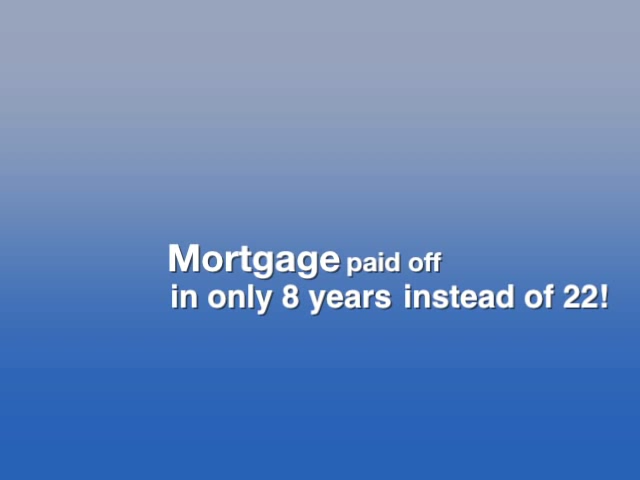 Mortgage paid off
in only 8 years instead of 22!